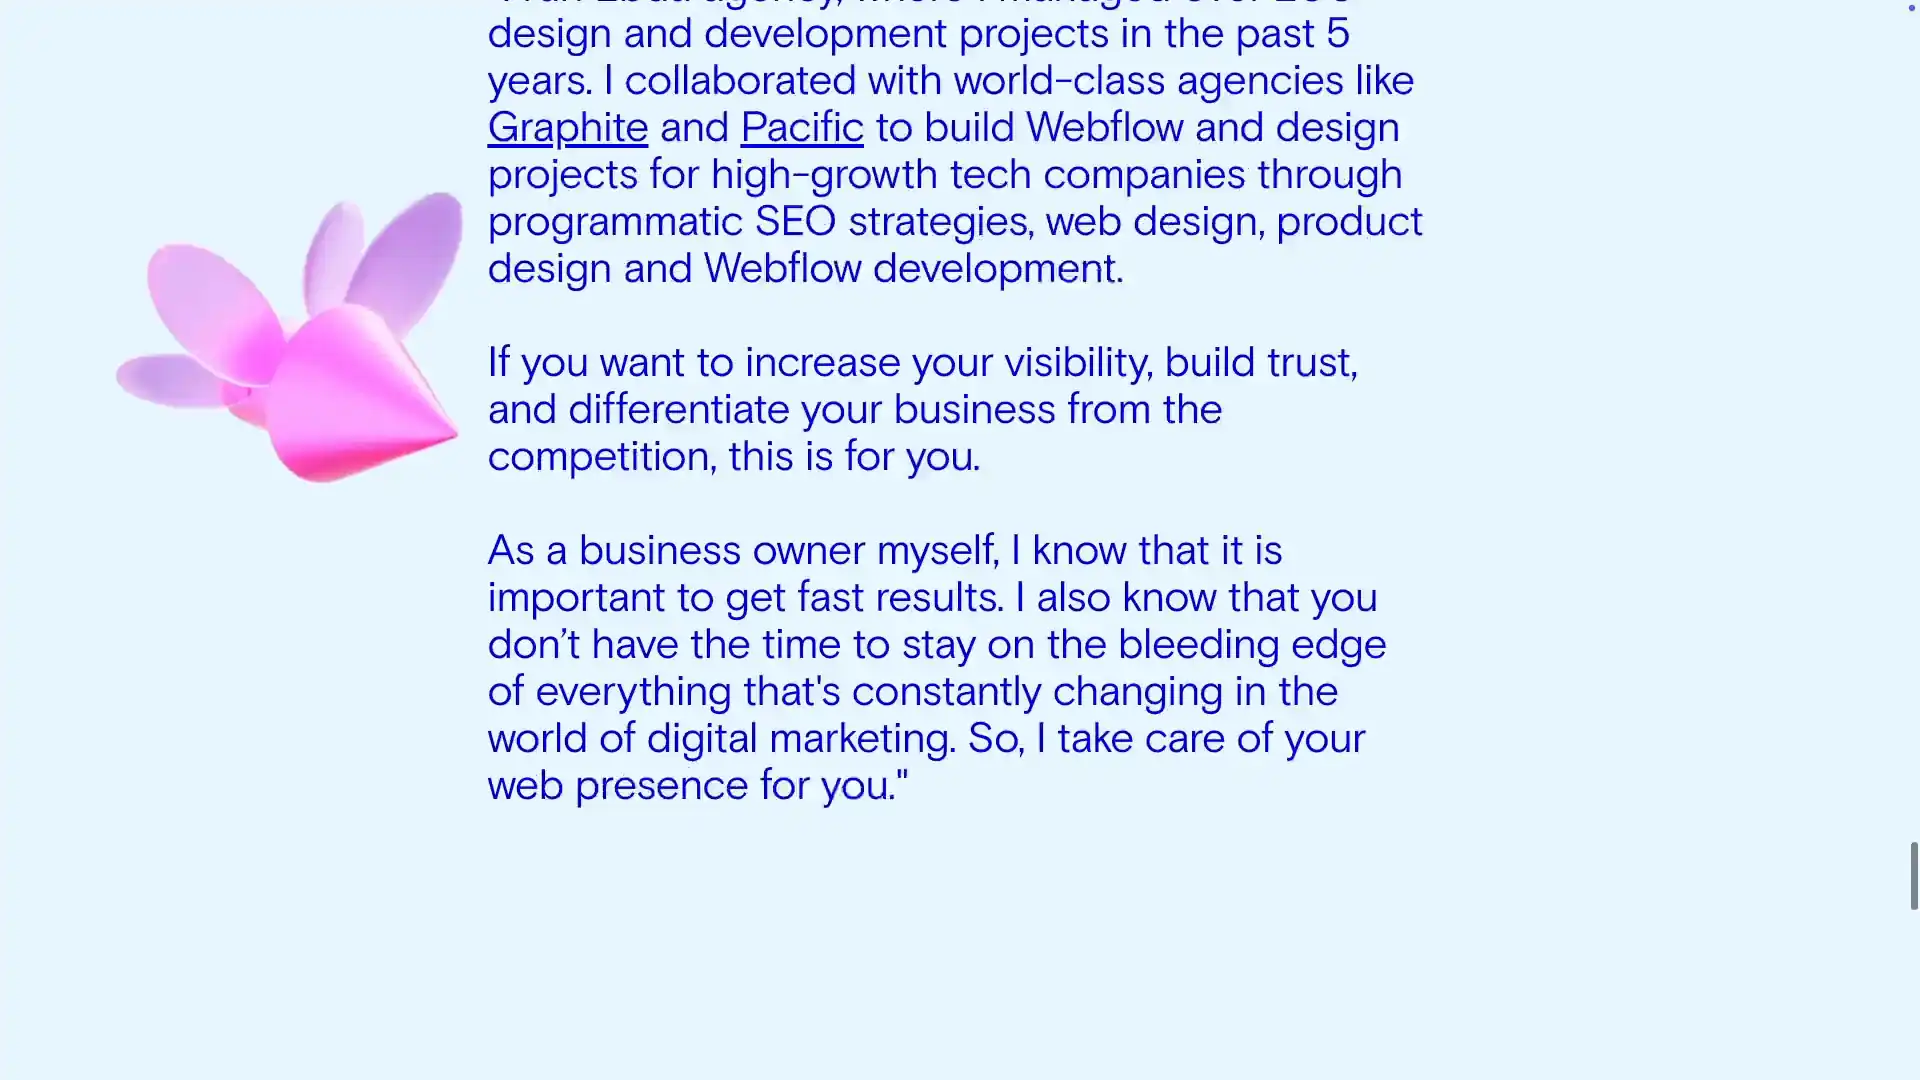 agency, where I managed over
design and development projects in the past 5
years. I collaborated with world-class agencies like
Graphite and Pacific to build Webflow and design
projects for high-growth tech companies through
programmatic SEO strategies, web design, product
design and Webflow development.
If you want to increase your visibility, build trust,
and differentiate your business from the
competition, this is for you.
As a business owner myself, I know that it is
important to get fast results. I also know that you
don’t have the time to stay on the bleeding edge
of everything that's constantly changing in the
world of digital marketing. So, I take care of your
web presence for you."